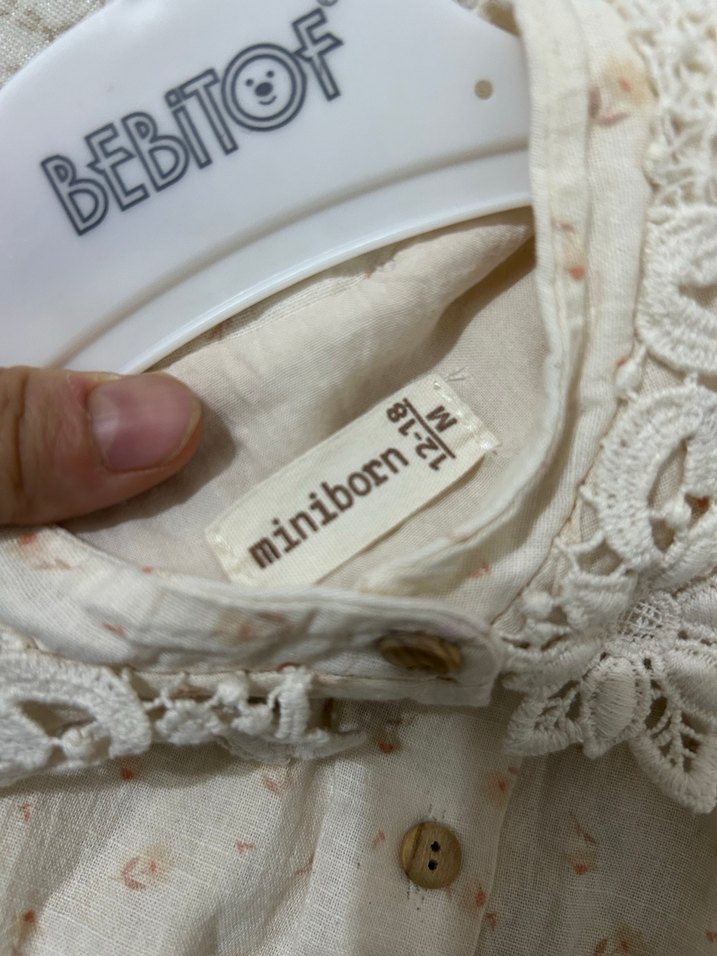 BEBiTOF
miniborn
12-18
M